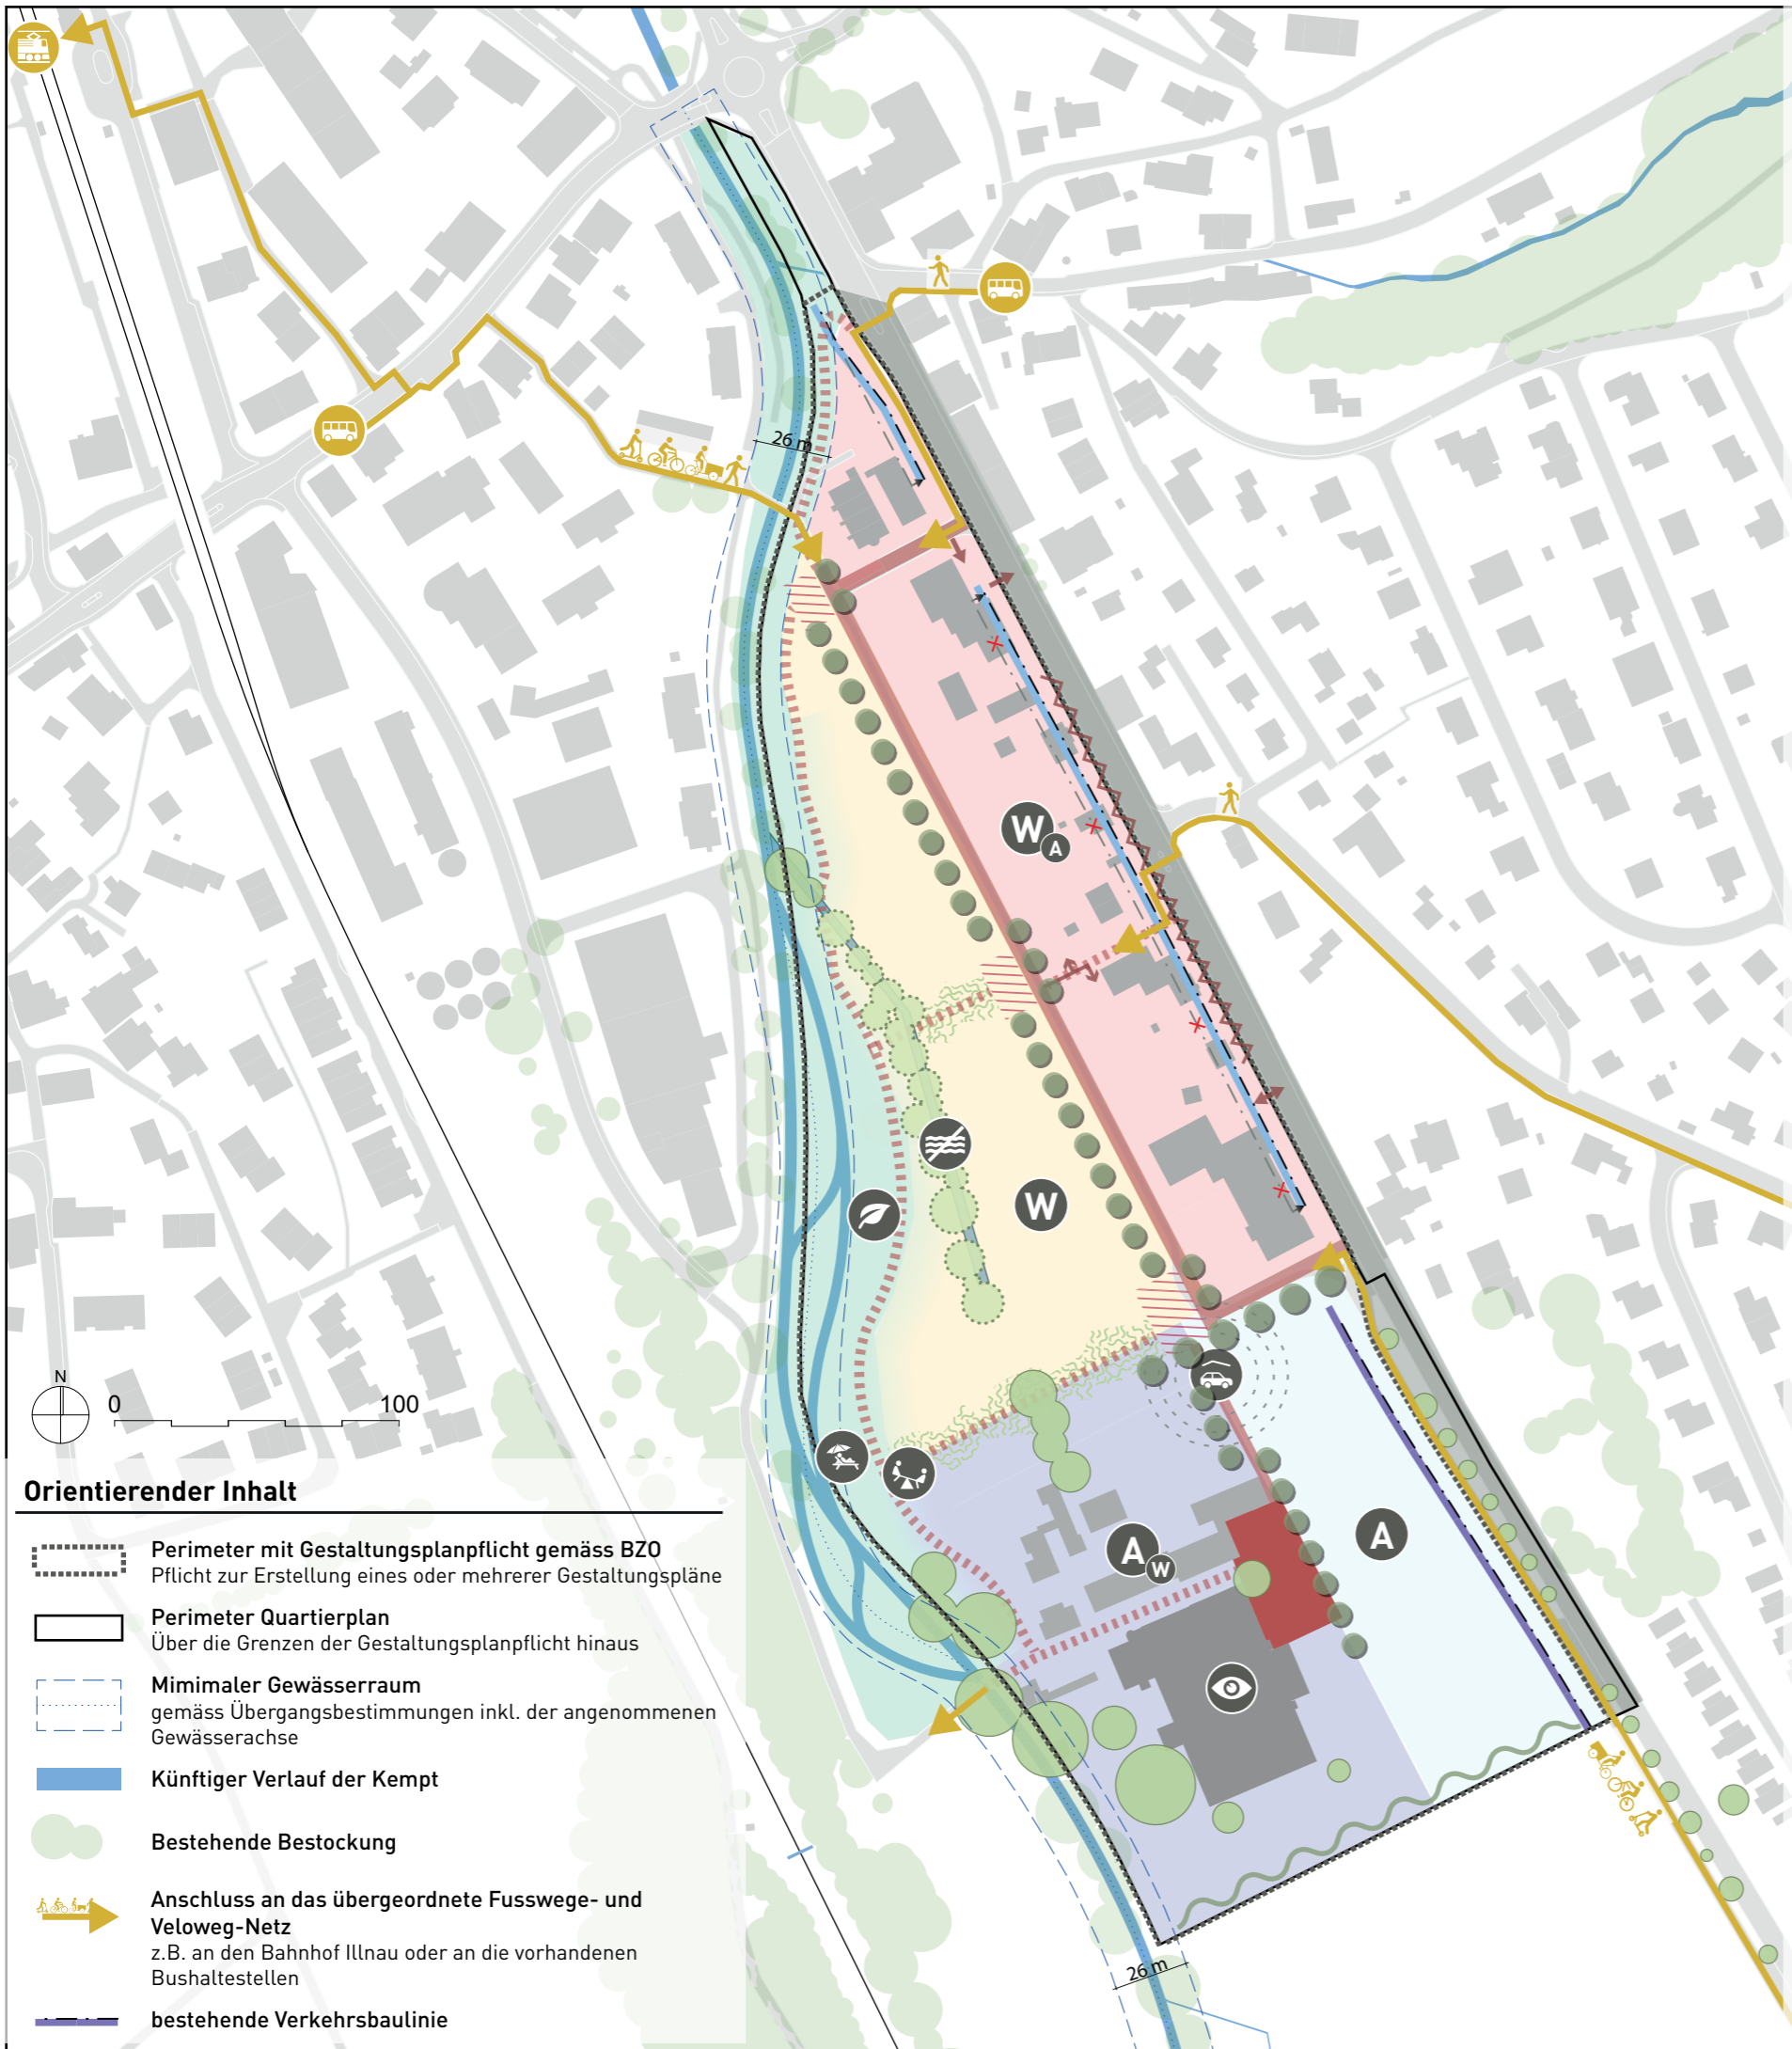 26 m
W
A
W
N
0
100
A
W
A
26 m
Orientierender Inhalt
Perimeter mit Gestaltungsplanpflicht gemäss BZO
Pflicht zur Erstellung eines oder mehrerer Gestaltungspläne
Perimeter Quartierplan
Über die Grenzen der Gestaltungsplanpflicht hinaus
Mimimaler Gewässerraum
gemäss Übergangsbestimmungen inkl. der angenommenen
Gewässerachse
Künftiger Verlauf der Kempt
Bestehende Bestockung
Anschluss an das übergeordnete Fusswege- und
Veloweg-Netz
z.B. an den Bahnhof Illnau oder an die vorhandenen
Bushaltestellen
bestehende Verkehrsbaulinie